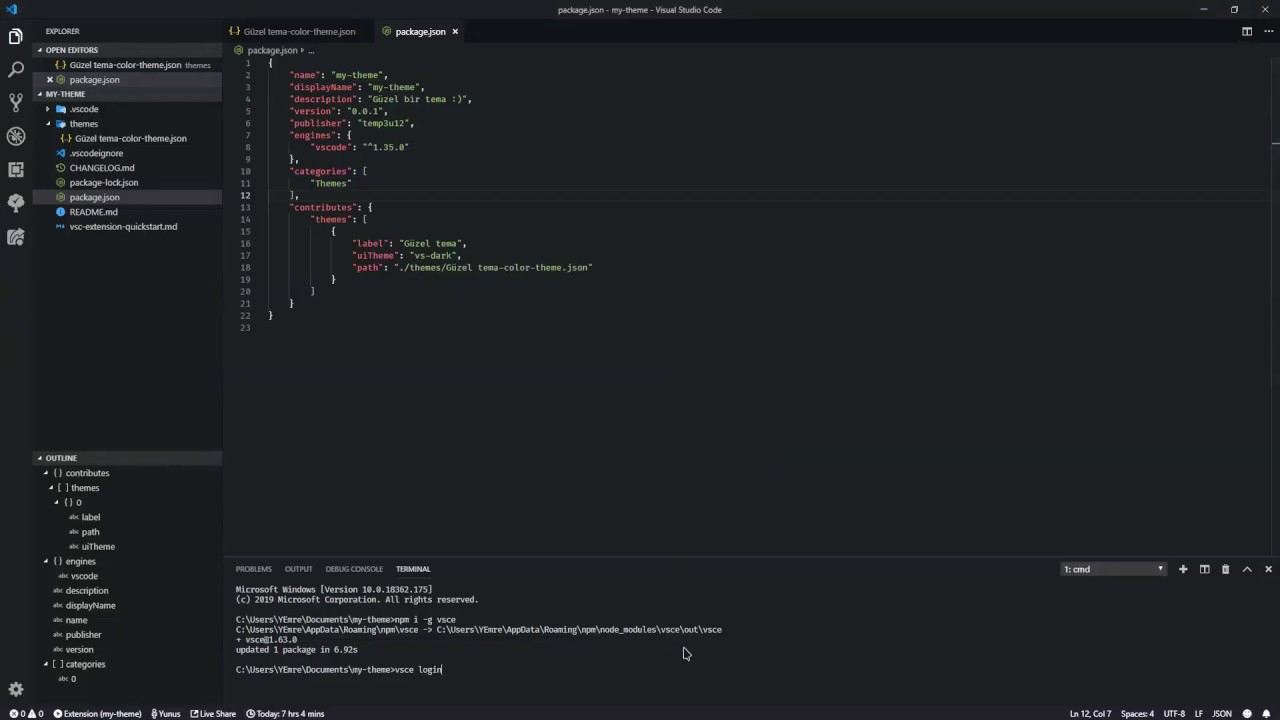 package.json - my-theme - Visual Studio Code
EXPLORER
OPEN EDITORS
Güzel tema-color-theme.json themes
package.json
MY-THEME
.vscode
themes
Güzel tema-color-theme.json
.vscodeignore
CHANGELOG.md
package-lock.json
package.json
README.md
vsc-extension-quickstart.md
OUTLINE
{ } contributes
[ ] themes
{ } 0
abc label
abc path
abc uiTheme
{ } engines
abc vscode
abc description
abc displayName
abc name
abc publisher
abc version
[ ] categories
abc 0
{ } Güzel tema-color-theme.json
package.json ×
package.json › ...
1 {
2 "name": "my-theme",
3 "displayName": "my-theme",
4 "description": "Güzel bir tema :)",
5 "version": "0.0.1",
6 "publisher": "temp3u12",
7 "engines": {
8 "vscode": "^1.35.0"
9 },
10 "categories": [
11 "Themes"
12 ],
13 "contributes": {
14 "themes": [
15 {
16 "label": "Güzel tema",
17 "uiTheme": "vs-dark",
18 "path": "./themes/Güzel tema-color-theme.json"
19 }
20 ]
21 }
22 }
23
PROBLEMS OUTPUT DEBUG CONSOLE TERMINAL
1: cmd
Microsoft Windows [Version 10.0.18362.175]
(c) 2019 Microsoft Corporation. All rights reserved.
C:\Users\YEmre\Documents\my-theme>npm i -g vsce
C:\Users\YEmre\AppData\Roaming\npm\vsce -> C:\Users\YEmre\AppData\Roaming\npm\node_modules\vsce\out\vsce
+ vsce@1.63.0
updated 1 package in 6.92s
C:\Users\YEmre\Documents\my-theme>vsce login
0 0 Extension (my-theme) Yunus Live Share Today: 7 hrs 4 mins
Ln 12, Col 7 Spaces: 4 UTF-8 LF JSON